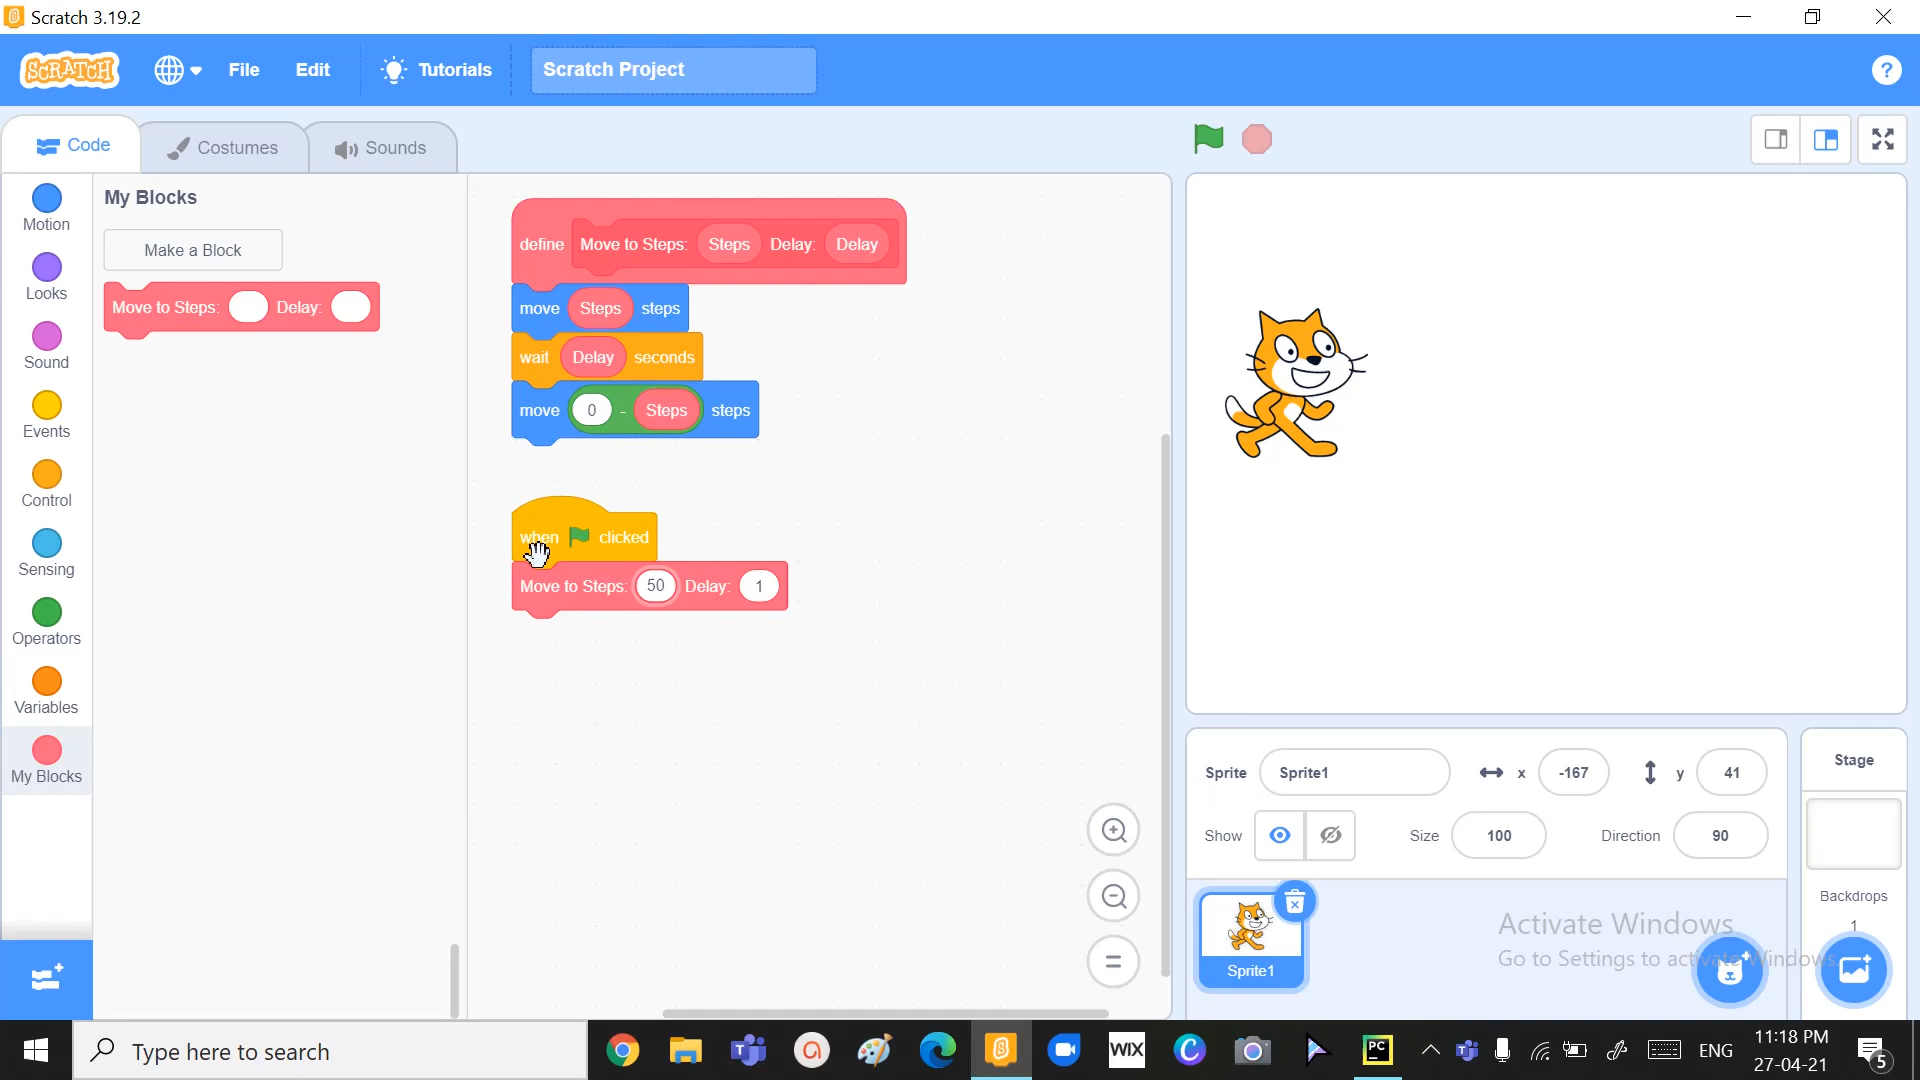 Scratch 3.19.2
SCRATCH
File
Edit
Tutorials
Scratch Project
?
Code
Costumes
Sounds
Motion
Looks
Sound
Events
Control
Sensing
Operators
Variables
My Blocks
My Blocks
Make a Block
Move to Steps: Delay:
define Move to Steps: Steps Delay: Delay
move Steps steps
wait Delay seconds
move 0 - Steps steps
when clicked
Move to Steps: 50 Delay: 1
Sprite Sprite1 x -167 y 41
Show Size 100 Direction 90
Sprite1
Stage
Backdrops
1
Activate Windows
Go to Settings to activate Windows
Type here to search
WIX
PC
ENG
11:18 PM
27-04-21
5